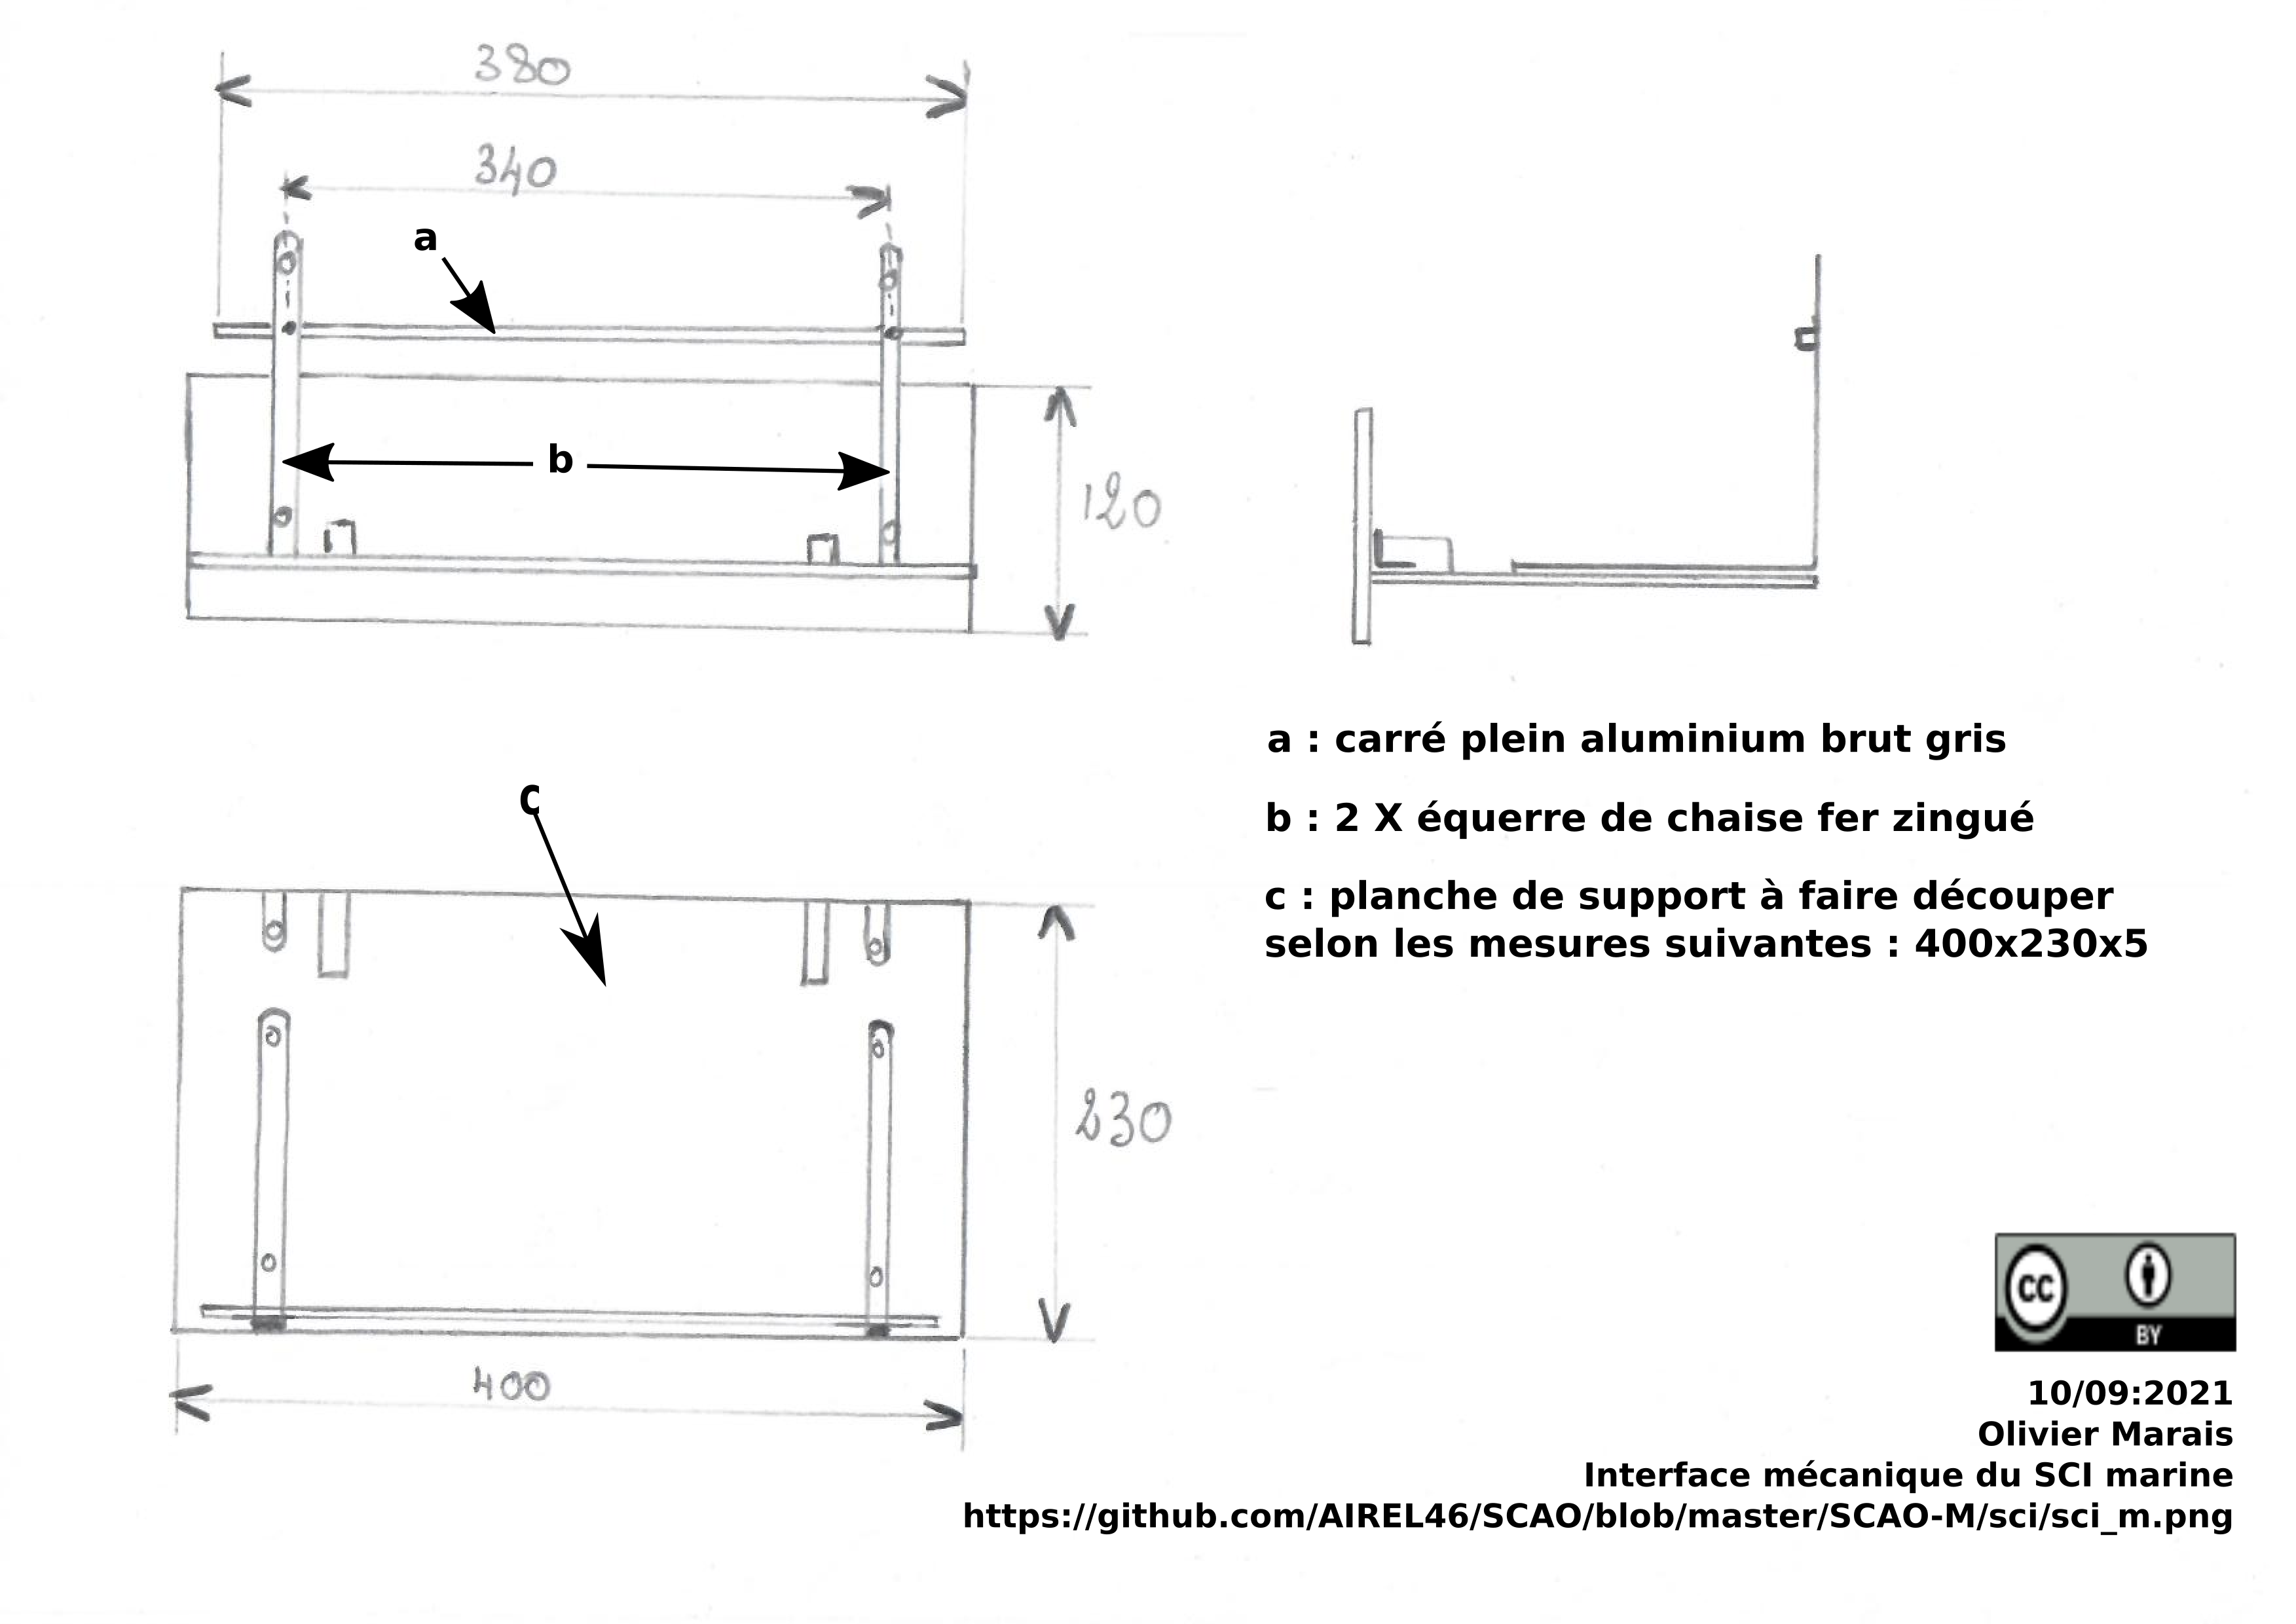 380
340
a
b
120
a : carré plein aluminium brut gris
b : 2 X équerre de chaise fer zingué
c : planche de support à faire découper
selon les mesures suivantes : 400x230x5
c
230
400
CC
BY
10/09:2021
Olivier Marais
Interface mécanique du SCI marine
https://github.com/AIREL46/SCAO/blob/master/SCAO-M/sci/sci_m.png